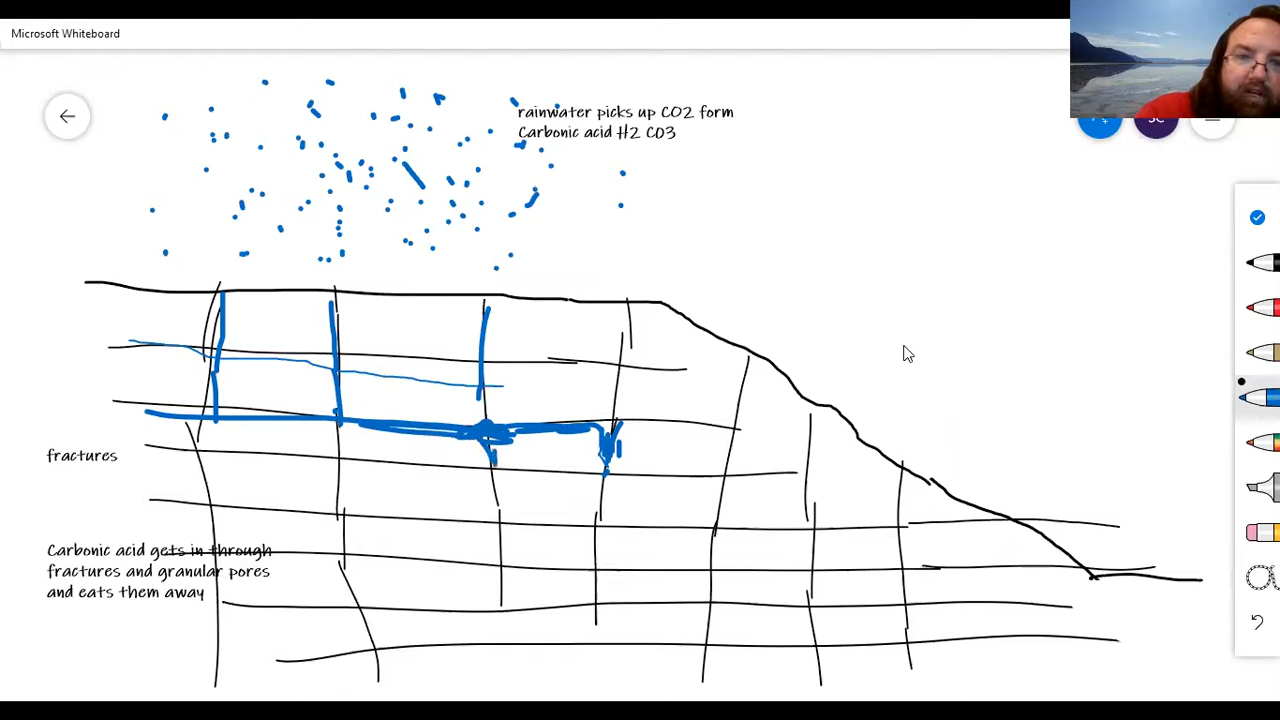 Microsoft Whiteboard
rainwater picks up CO2 form
Carbonic acid H2 CO3
fractures
Carbonic acid gets in through
fractures and granular pores
and eats them away